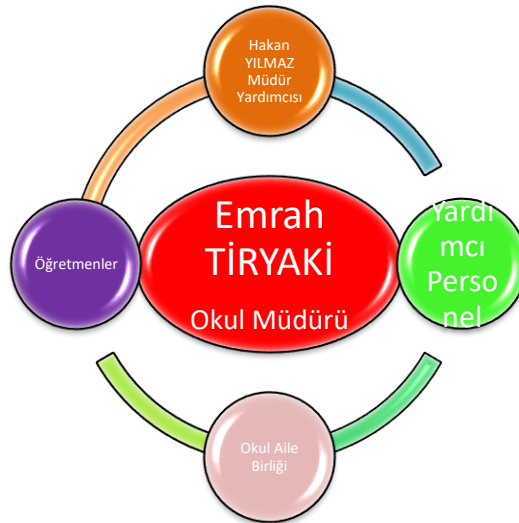 Hakan
YILMAZ
Müdür
Yardımcısı
Emrah
TİRYAKİ
Okul Müdürü
Öğretmenler
Yardı
mcı
Perso
nel
Okul Aile
Birliği